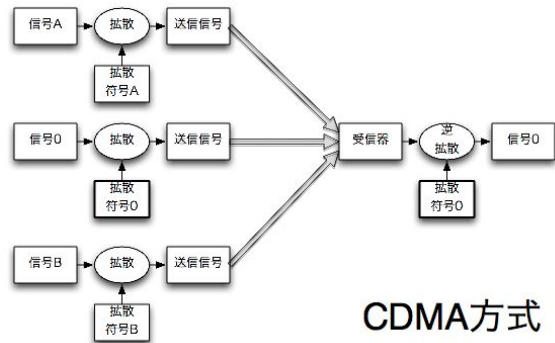 信号A
拡散
送信信号
拡散
符号A
信号0
拡散
送信信号
拡散
符号0
受信器
逆
拡散
信号0
拡散
符号0
信号B
拡散
送信信号
拡散
符号B
CDMA方式